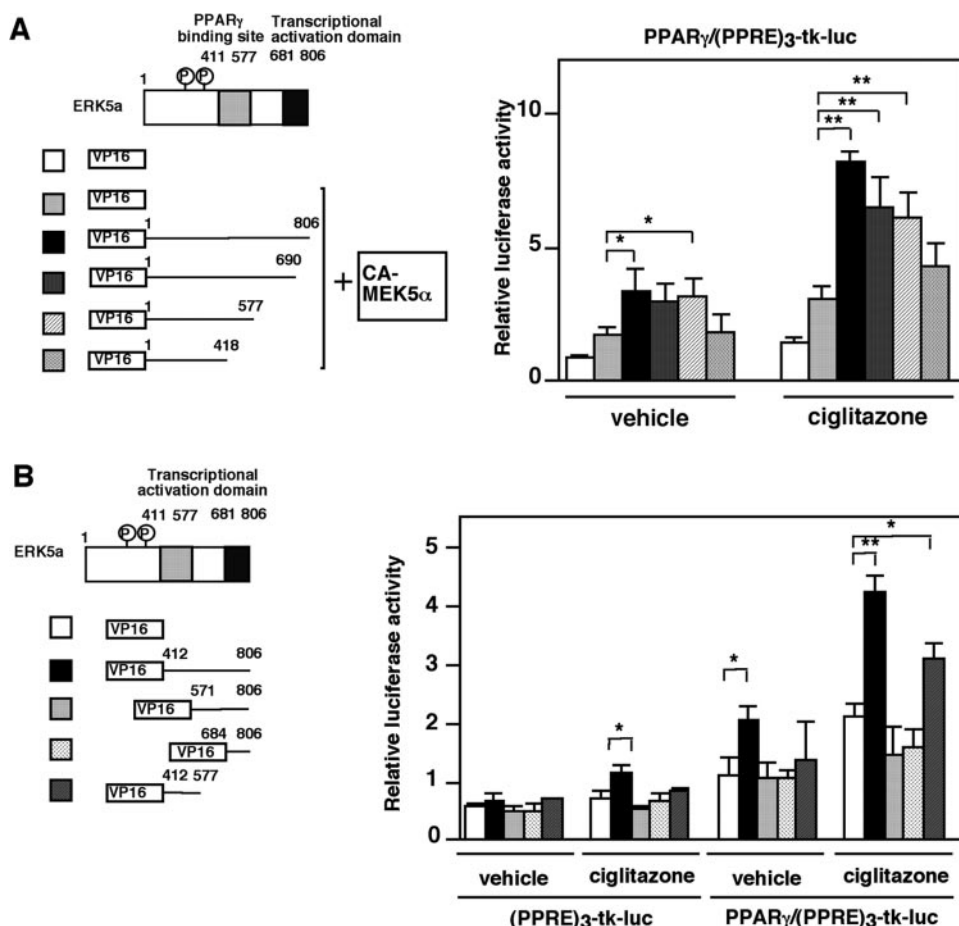 A
PPARγ Transcriptional
binding site activation domain
411 577 681 806
1
P P
ERK5a
VP16
VP16
1 806
VP16
1 690
VP16
1 577
VP16
1 418
VP16
+ CA-
MEK5α
PPARγ/(PPRE)3-tk-luc
Relative luciferase activity
10
5
0
* *
** ** **
vehicle ciglitazone
B
Transcriptional
activation domain
411 577 681 806
1
P P
ERK5a
VP16
412 806
VP16
571 806
VP16
684 806
VP16
412 577
VP16
Relative luciferase activity
5
4
3
2
1
0
*
*
**
*
vehicle ciglitazone vehicle ciglitazone
(PPRE)3-tk-luc PPARγ/(PPRE)3-tk-luc